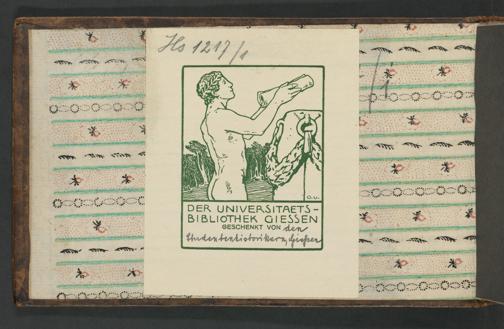 Hs 1217/1
O.U.
DER UNIVERSITAETS-
BIBLIOTHEK GIESSEN
GESCHENKT VON den
Studentenhistorikern, Giessen